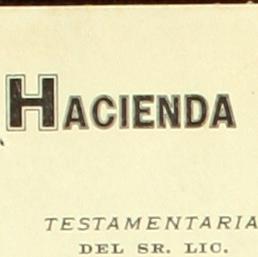 HACIENDA
TESTAMENTARIA
DEL SR. LIC.